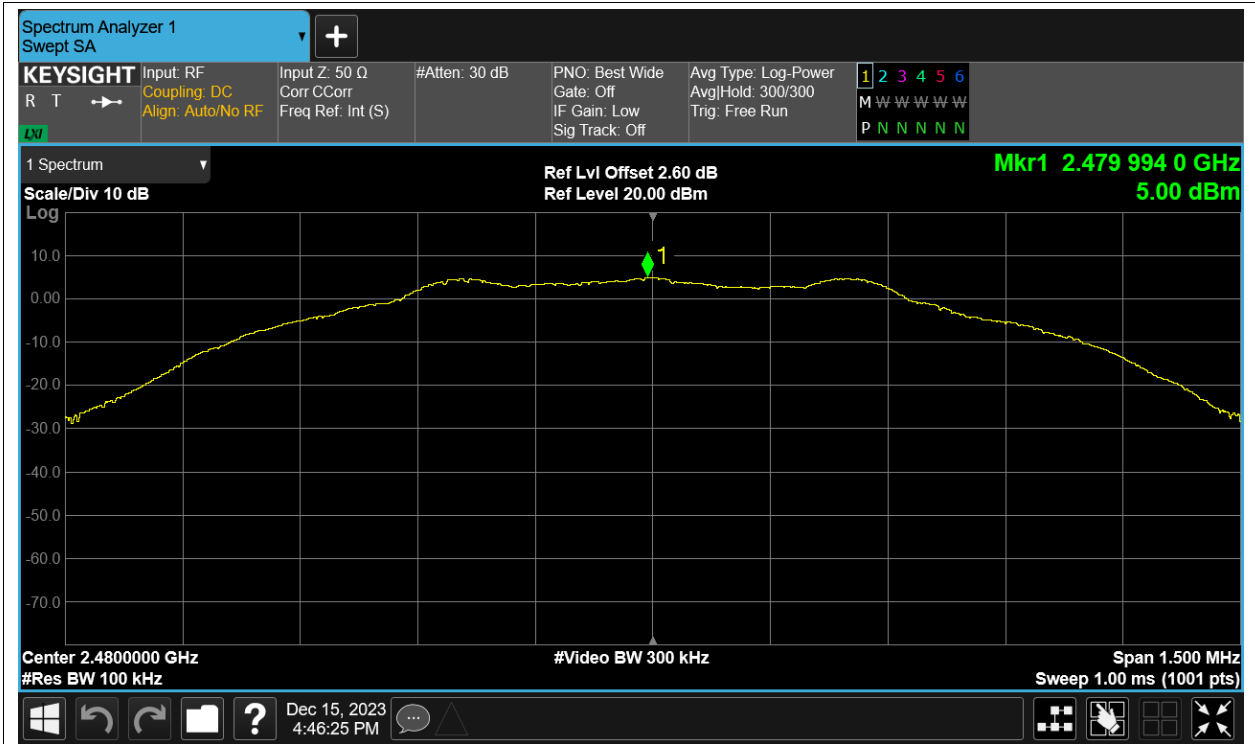 Spectrum Analyzer 1
Swept SA
KEYSIGHT
R T
LXI
Input: RF
Coupling: DC
Align: Auto/No RF
Input Z: 50 Ω
Corr CCorr
Freq Ref: Int (S)
#Atten: 30 dB
PNO: Best Wide
Gate: Off
IF Gain: Low
Sig Track: Off
Avg Type: Log-Power
Avg|Hold: 300/300
Trig: Free Run
1 2 3 4 5 6
M W W W W W
P N N N N N
1 Spectrum
Scale/Div 10 dB
Log
Ref Lvl Offset 2.60 dB
Ref Level 20.00 dBm
Mkr1 2.479 994 0 GHz
5.00 dBm
1
10.0
0.00
-10.0
-20.0
-30.0
-40.0
-50.0
-60.0
-70.0
Center 2.4800000 GHz
#Res BW 100 kHz
#Video BW 300 kHz
Span 1.500 MHz
Sweep 1.00 ms (1001 pts)
?
Dec 15, 2023
4:46:25 PM